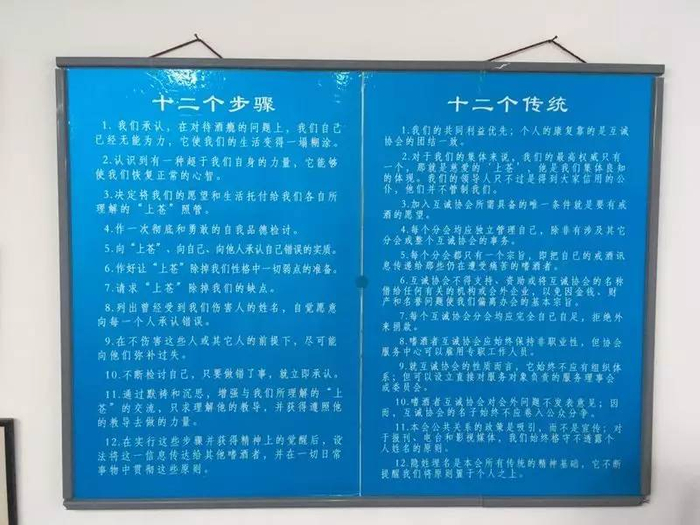 十二个步骤
1. 我们承认，在对待酒瘾的问题上，我们自己
已经无能为力，它使我们的生活变得一塌糊涂。
2.认识到有一种超于我们自身的力量，它能够
使我们恢复正常的心智。
3.决定将我们的愿望和生活托付给我们各自所
理解的“上苍”照管。
4.作一次彻底和勇敢的自我品德检讨。
5.向“上苍”、向自己、向他人承认自己错误的实质。
6.作好让“上苍”除掉我们性格中一切弱点的准备。
7.请求“上苍”除掉我们的缺点。
8.列出曾经受到我们伤害人的姓名，自觉愿意
向每一个人承认错误。
9.在不伤害这些人或其它人的前提下，尽可能
向他们弥补过失。
10.不断检讨自己，只要做错了事，就立即承认。
11.通过默祷和沉思，增强与我们所理解的“上
苍”的交流，只求理解他的教导，并获得遵照他
的教导去做的力量。
12.在实行这些步骤并获得精神上的觉醒后，设
法将这一信息传达给其他嗜酒者，并在一切日常
事物中贯彻这些原则。
十二个传统
1.我们的共同利益优先；个人的康复靠的是互诚
协会的团结一致。
2.对于我们的集体来说，我们的最高权威只有
一个，那就是慈爱的“上苍”，他是我们集体良知
的体现。我们的领导人只不过是得到大家信用的公
仆，他们并不管制我们。
3.加入互诚协会所需具备的唯一条件就是要有戒
酒的愿望。
4.每个分会均应独立管理自己，除非有涉及其它
分会或整个互诚协会的事务。
5.每个分会都只有一个宗旨，即把自己的戒酒讯
息传递给那些仍在遭受痛害的嗜酒者。
6.互诚协会不得支持、资助或将互诚协会的名称
借给任何有关的机构或会外企业，以免因金钱、财
产和名誉问题使我们偏离办会的基本宗旨。
7.每个互诚协会分会均应完全自己自足，拒绝外
来捐款。
8.嗜酒者互诚协会应始终保持非职业性，但协会
服务中心可以雇用专职工作人员。
9.就互诚协会的性质而言，它始终不应有组织体
系；但可以设立直接对服务对象负责的服务理事会
或委员会。
10.嗜酒者互诚协会对会外问题不发表意见；因
而，互诚协会的名子始终不应卷入公众分争。
11.本会公共关系的政策是吸引，而不是宣传；对
于报刊、电台和影视媒体，我们始终恪守不透露个
人姓名的原则。
12.隐姓埋名是本会所有传统的精神基础，它不断
提醒我们将原则置于个人之上。